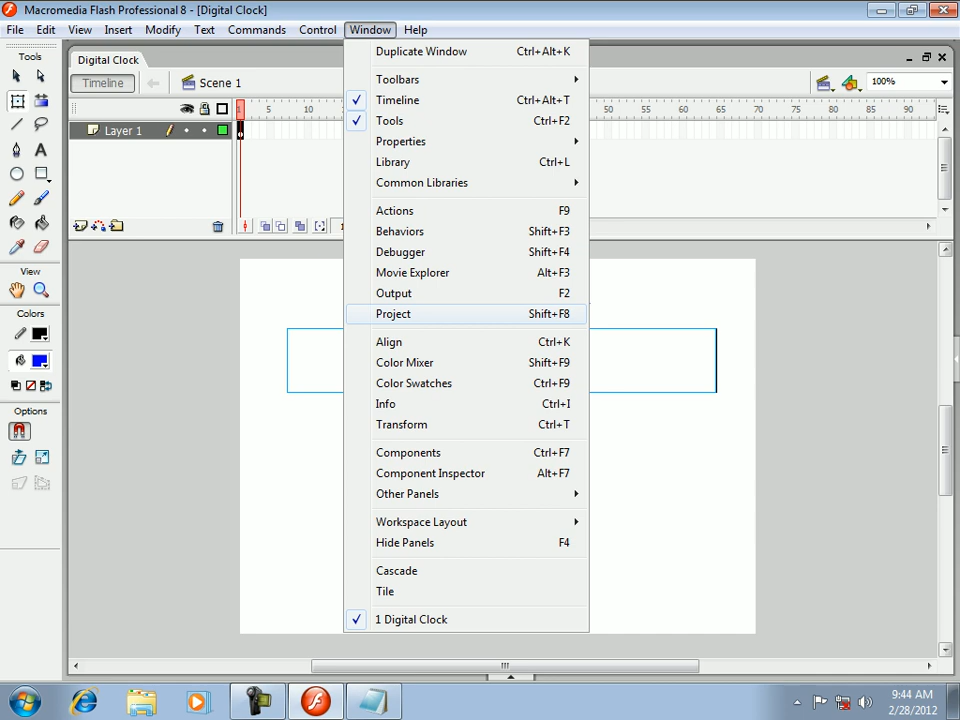 Macromedia Flash Professional 8 - [Digital Clock]
File Edit View Insert Modify Text Commands Control Window Help
Tools
Digital Clock
Timeline
Scene 1
100%
1 5 10 50 55 60 65 70 75 80 85 90
Layer 1
View
Colors
Options
Duplicate Window Ctrl+Alt+K
Toolbars
Timeline Ctrl+Alt+T
Tools Ctrl+F2
Properties
Library Ctrl+L
Common Libraries
Actions F9
Behaviors Shift+F3
Debugger Shift+F4
Movie Explorer Alt+F3
Output F2
Project Shift+F8
Align Ctrl+K
Color Mixer Shift+F9
Color Swatches Ctrl+F9
Info Ctrl+I
Transform Ctrl+T
Components Ctrl+F7
Component Inspector Alt+F7
Other Panels
Workspace Layout
Hide Panels F4
Cascade
Tile
1 Digital Clock
9:44 AM
2/28/2012